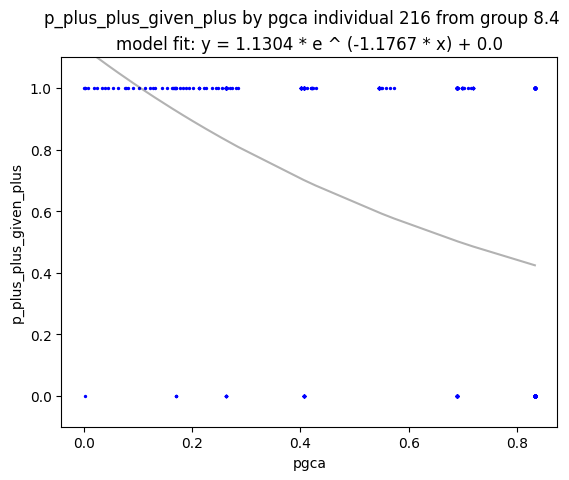 p_plus_plus_given_plus by pgca individual 216 from group 8.4
model fit: y = 1.1304 * e ^ (-1.1767 * x) + 0.0
p_plus_plus_given_plus
1.0
0.8
0.6
0.4
0.2
0.0
0.0 0.2 0.4 0.6 0.8
pgca